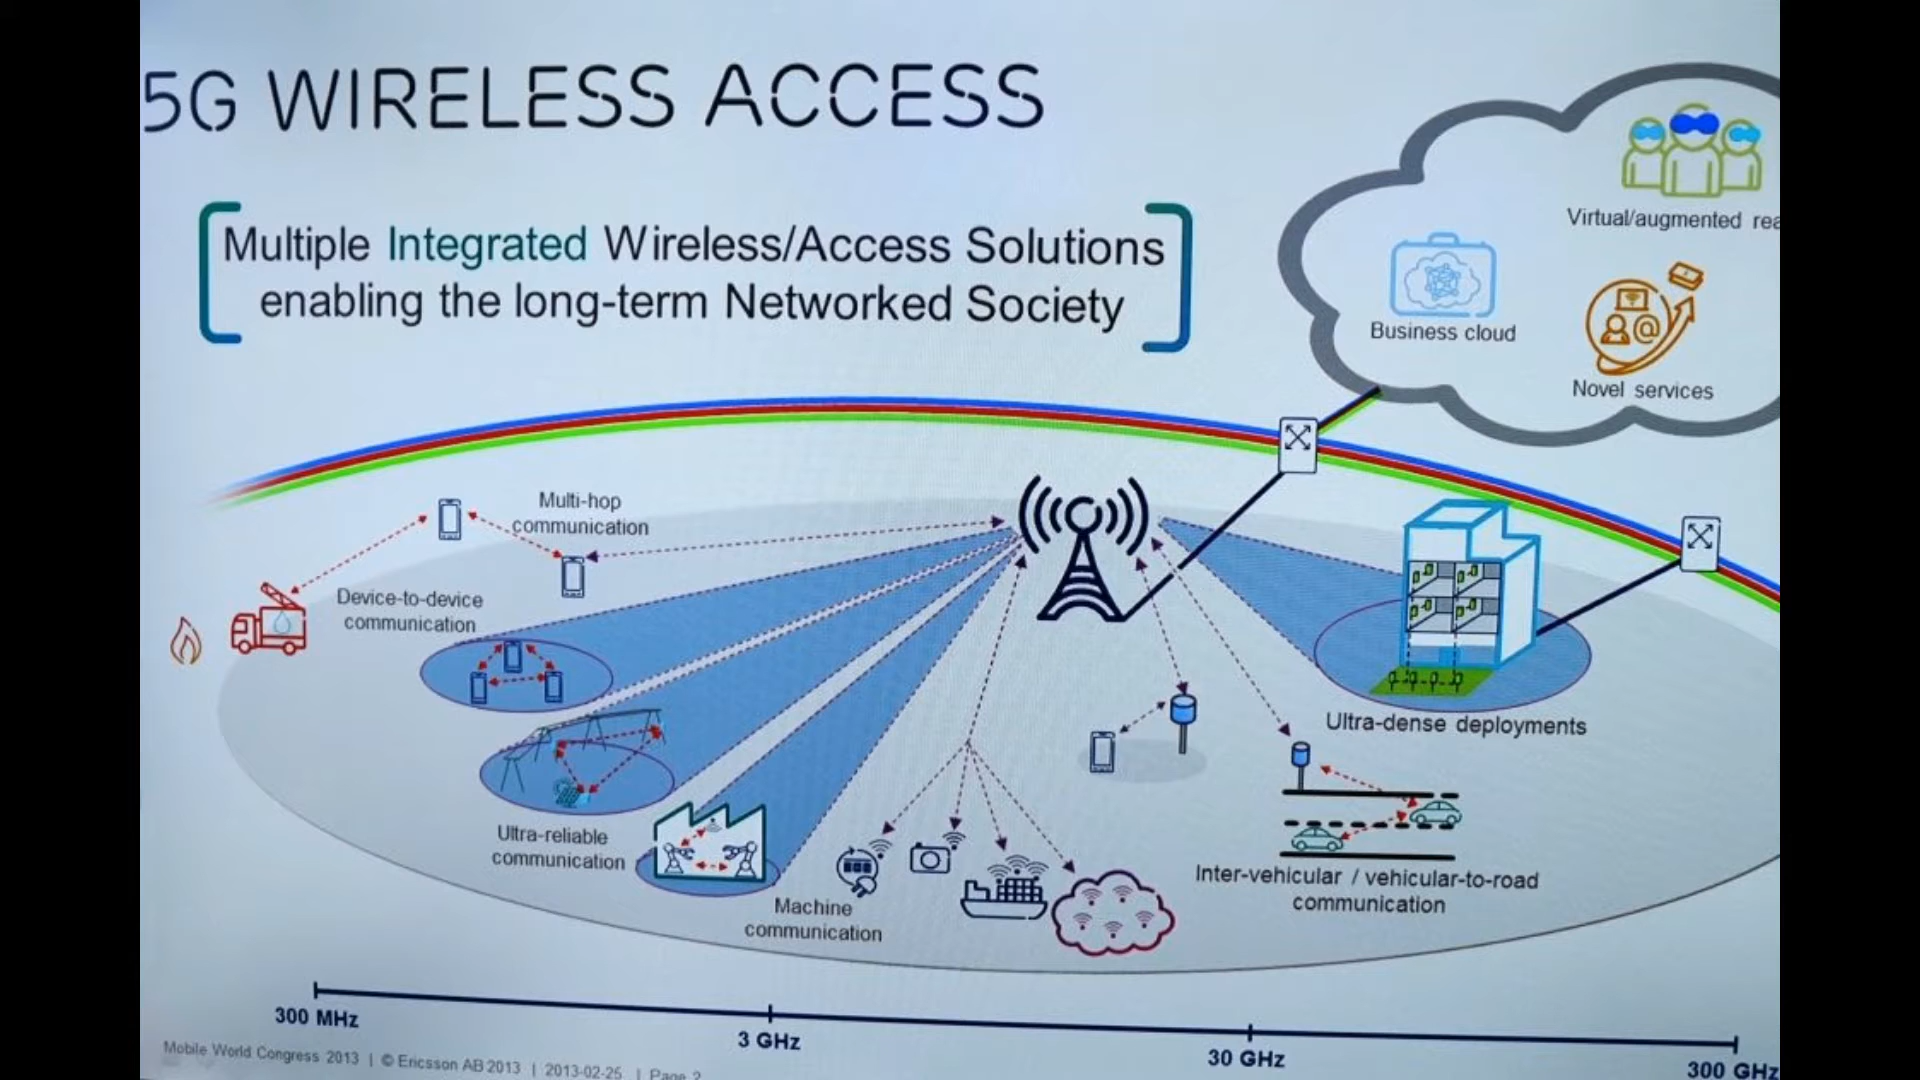 5G WIRELESS ACCESS
Multiple Integrated Wireless/Access Solutions
enabling the long-term Networked Society
Virtual/augmented rea
Business cloud
Novel services
Multi-hop
communication
Device-to-device
communication
Ultra-reliable
communication
Machine
communication
Ultra-dense deployments
Inter-vehicular / vehicular-to-road
communication
300 MHz
3 GHz
30 GHz
300 GHz
Mobile World Congress 2013 | © Ericsson AB 2013 | 2013-02-25 | Page 2